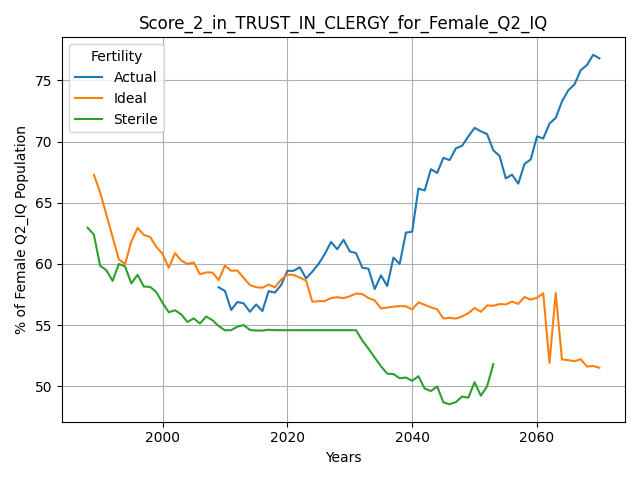 Score_2_in_TRUST_IN_CLERGY_for_Female_Q2_IQ
Fertility
Actual
Ideal
Sterile
% of Female Q2_IQ Population
75
70
65
60
55
50
2000
2020
2040
2060
Years